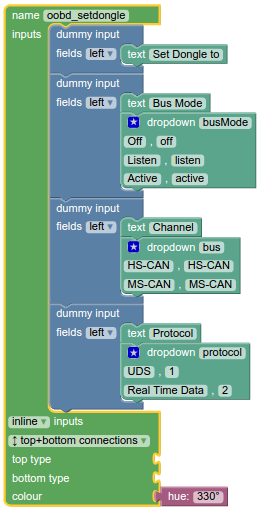 name oobd_setdongle
inputs dummy input
fields left text Set Dongle to
dummy input
fields left text Bus Mode
dropdown busMode
Off , off
Listen , listen
Active , active
dummy input
fields left text Channel
dropdown bus
HS-CAN , HS-CAN
MS-CAN , MS-CAN
dummy input
fields left text Protocol
dropdown protocol
UDS , 1
Real Time Data , 2
inline inputs
↕ top+bottom connections
top type
bottom type
colour hue: 330°